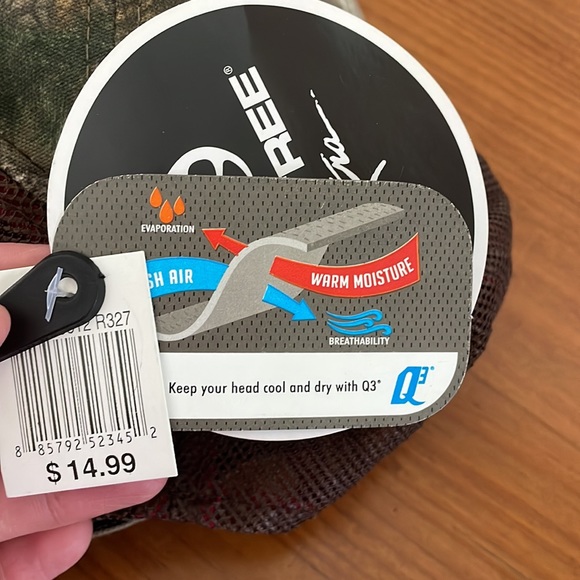 REE®
EVAPORATION
SH AIR
WARM MOISTURE
BREATHABILITY
Keep your head cool and dry with Q3®
Q3®
R327
8 85792 52345 2
$14.99